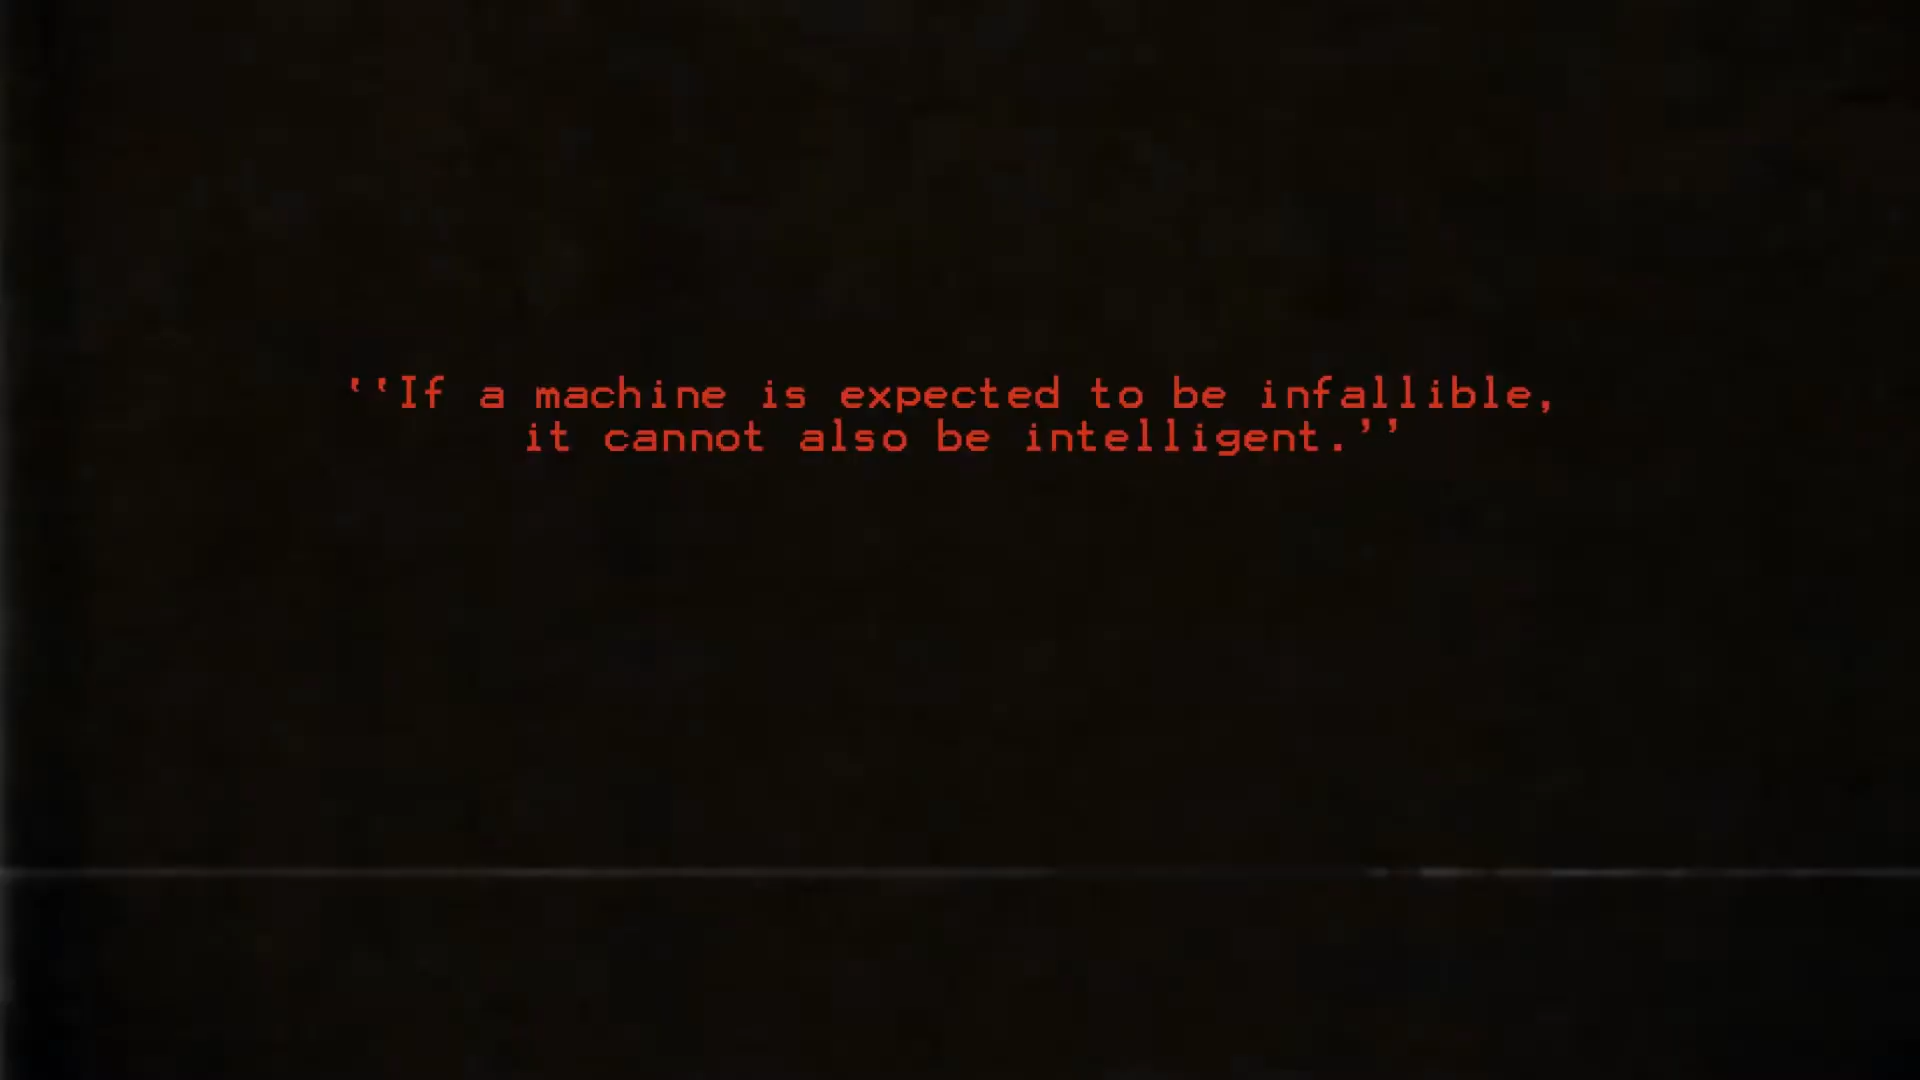 ‘‘If a machine is expected to be infallible,
it cannot also be intelligent.’’